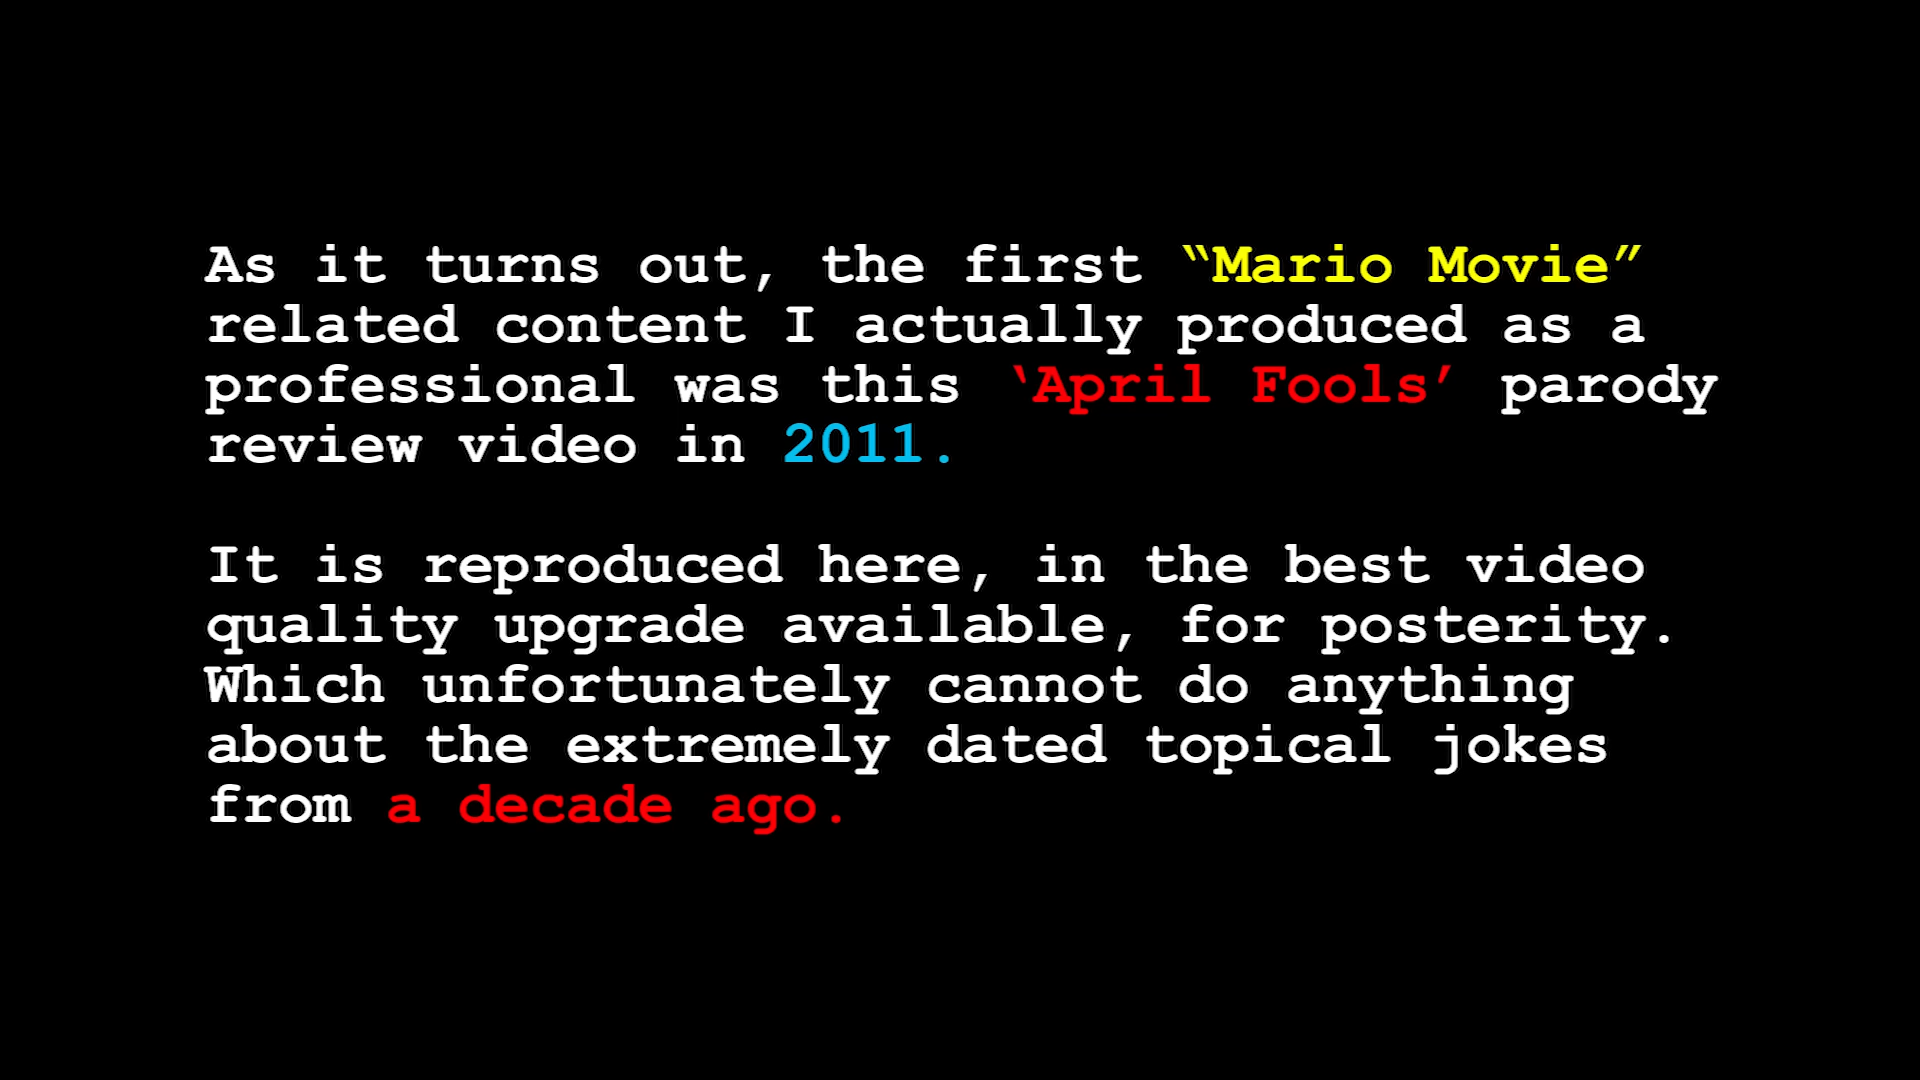 As it turns out, the first “Mario Movie”
related content I actually produced as a
professional was this ‘April Fools’ parody
review video in 2011.
It is reproduced here, in the best video
quality upgrade available, for posterity.
Which unfortunately cannot do anything
about the extremely dated topical jokes
from a decade ago.